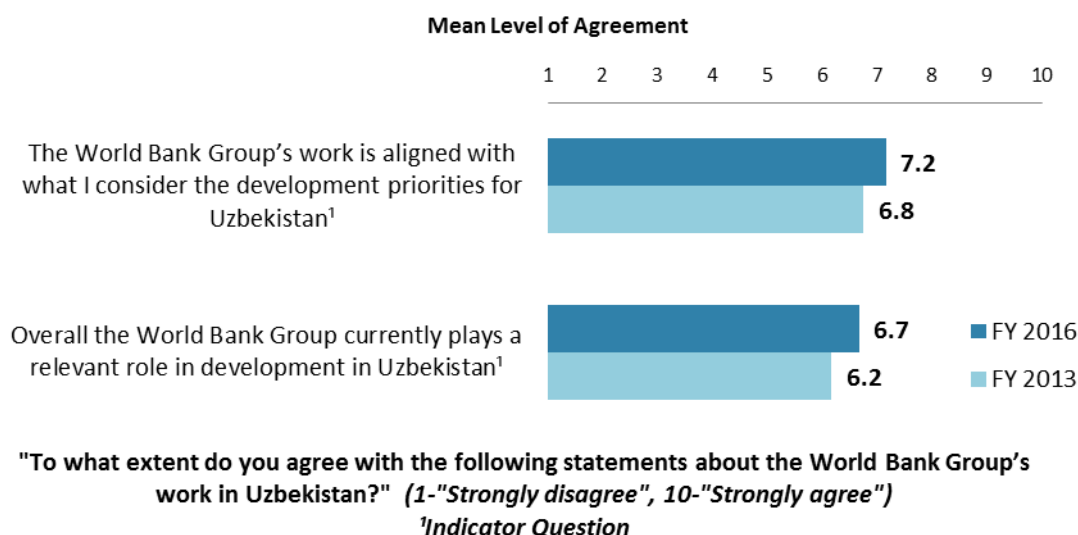 Mean Level of Agreement
1 2 3 4 5 6 7 8 9 10
The World Bank Group’s work is aligned with
what I consider the development priorities for
Uzbekistan¹
7.2
6.8
Overall the World Bank Group currently plays a
relevant role in development in Uzbekistan¹
6.7
6.2
FY 2016
FY 2013
"To what extent do you agree with the following statements about the World Bank Group’s
work in Uzbekistan?" (1-"Strongly disagree", 10-"Strongly agree")
¹Indicator Question